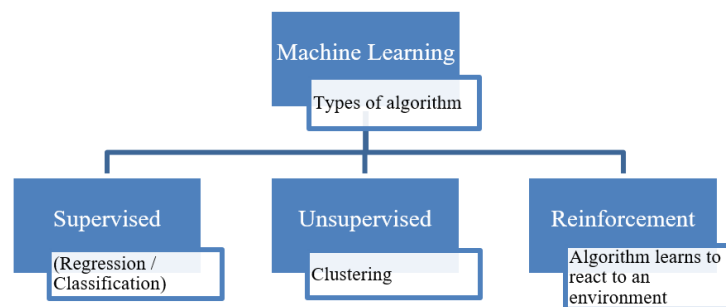 Machine Learning
Types of algorithm
Supervised
(Regression /
Classification)
Unsupervised
Clustering
Reinforcement
Algorithm learns to
react to an
environment